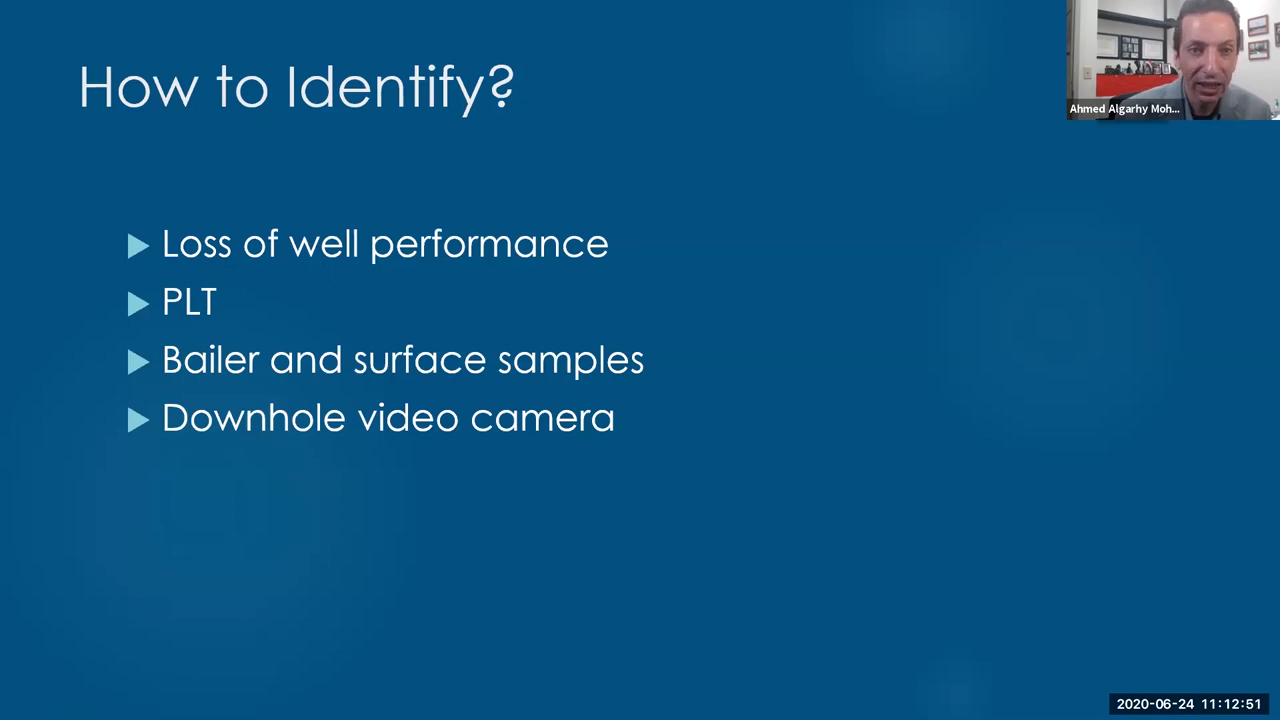 How to Identify?
Ahmed Algarhy Moh...
Loss of well performance
PLT
Bailer and surface samples
Downhole video camera
2020-06-24 11:12:51